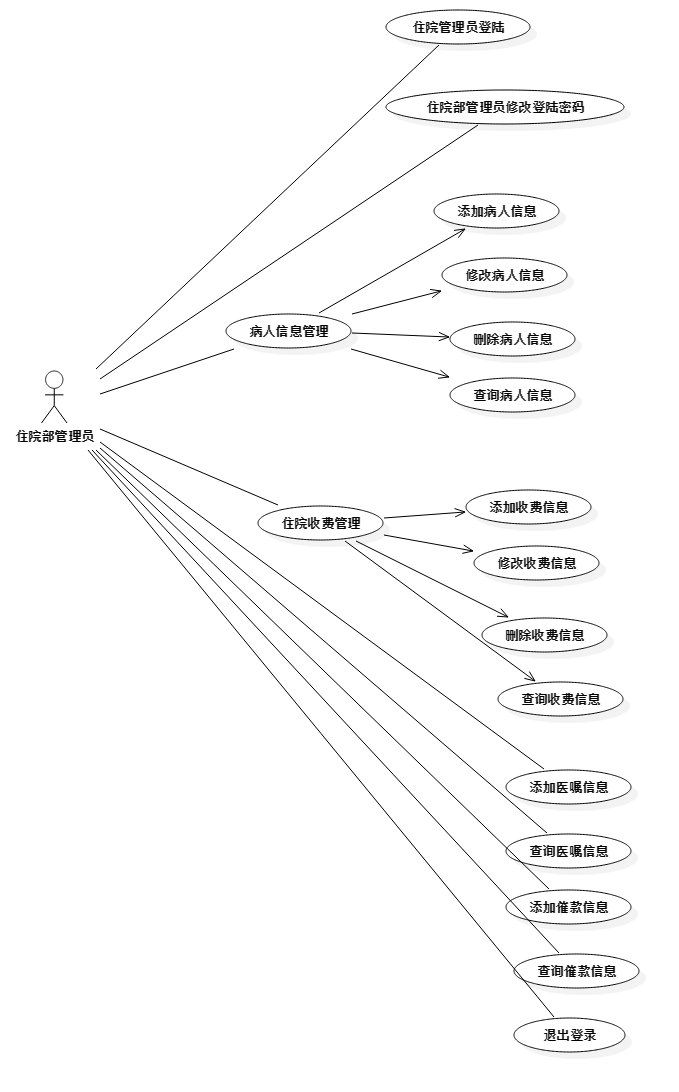 住院管理员登陆
住院部管理员修改登陆密码
添加病人信息
修改病人信息
病人信息管理
删除病人信息
查询病人信息
住院部管理员
添加收费信息
住院收费管理
修改收费信息
删除收费信息
查询收费信息
添加医嘱信息
查询医嘱信息
添加催款信息
查询催款信息
退出登录